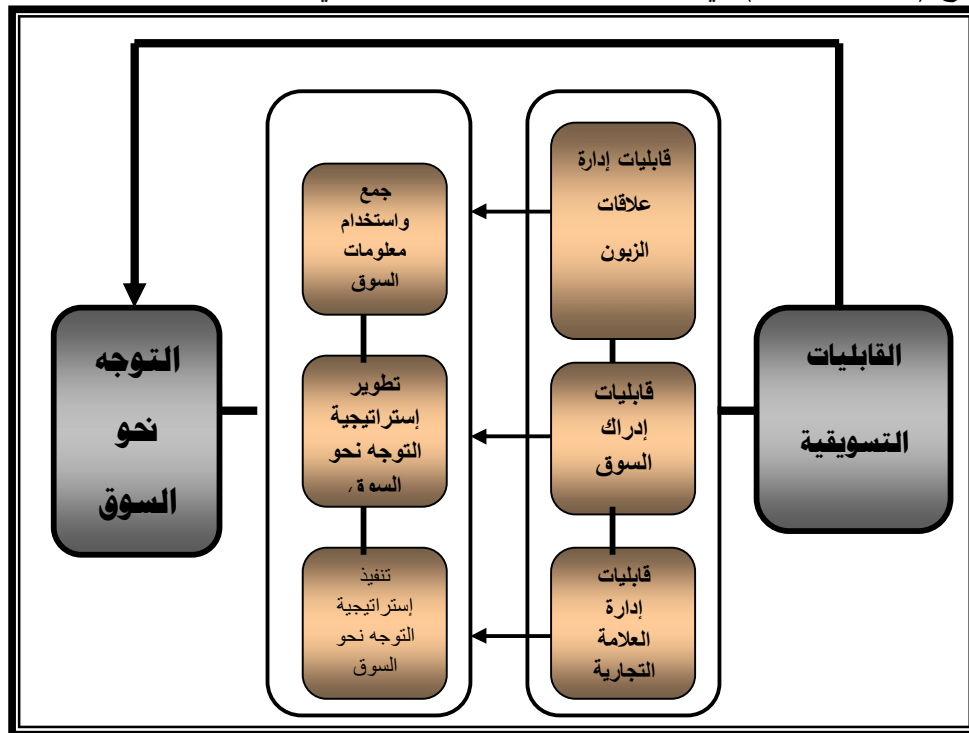 القابليات
التسويقية
قابليات إدارة
علاقات
الزبون
قابليات
إدراك
السوق
قابليات
إدارة
العلامة
التجارية
جمع
واستخدام
معلومات
السوق
تطوير
إستراتيجية
التوجه نحو
السوق
تنفيذ
إستراتيجية
التوجه نحو
السوق
التوجه
نحو
السوق